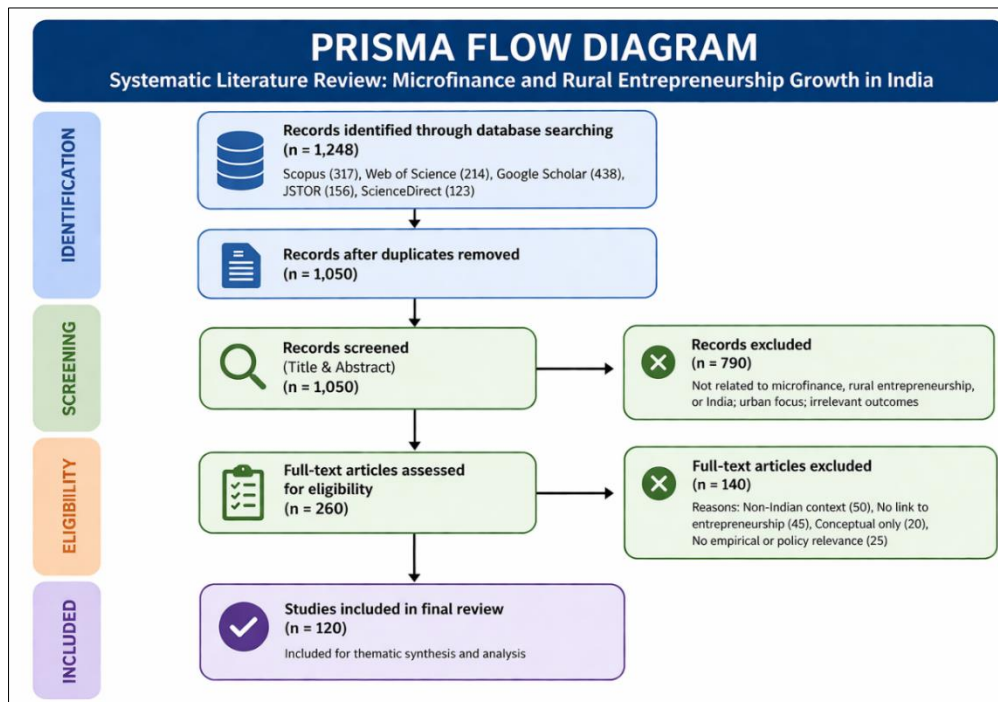 PRISMA FLOW DIAGRAM
Systematic Literature Review: Microfinance and Rural Entrepreneurship Growth in India
IDENTIFICATION
Records identified through database searching
(n = 1,248)
Scopus (317), Web of Science (214), Google Scholar (438),
JSTOR (156), ScienceDirect (123)
Records after duplicates removed
(n = 1,050)
SCREENING
Records screened
(Title & Abstract)
(n = 1,050)
Records excluded
(n = 790)
Not related to microfinance, rural entrepreneurship,
or India; urban focus; irrelevant outcomes
ELIGIBILITY
Full-text articles assessed
for eligibility
(n = 260)
Full-text articles excluded
(n = 140)
Reasons: Non-Indian context (50), No link to
entrepreneurship (45), Conceptual only (20),
No empirical or policy relevance (25)
INCLUDED
Studies included in final review
(n = 120)
Included for thematic synthesis and analysis